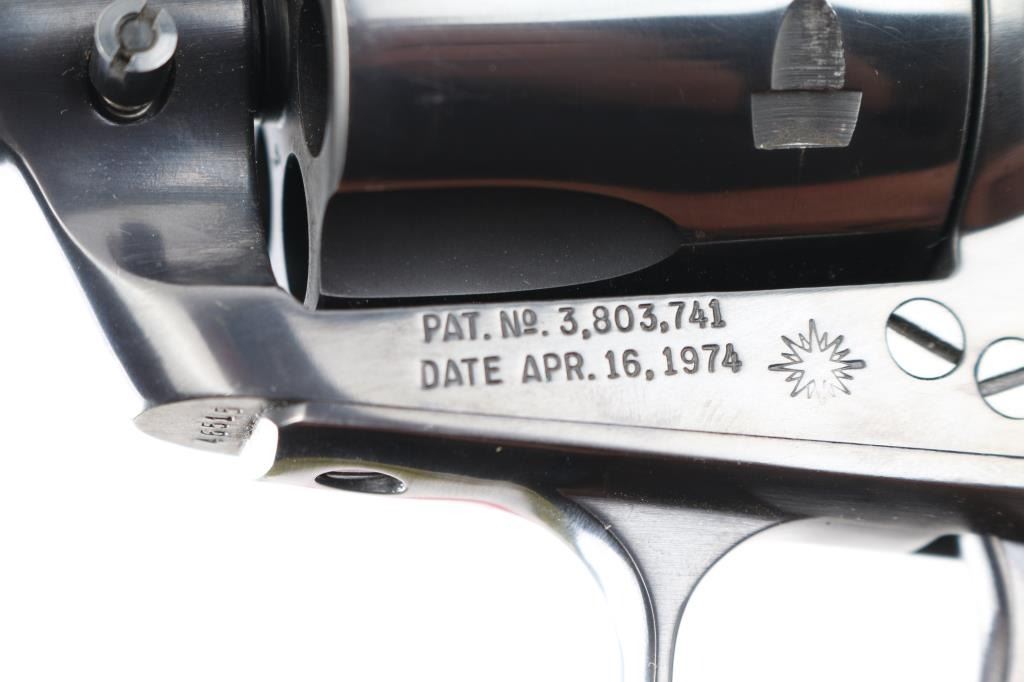 PAT. Nº. 3,803,741
DATE APR. 16, 1974